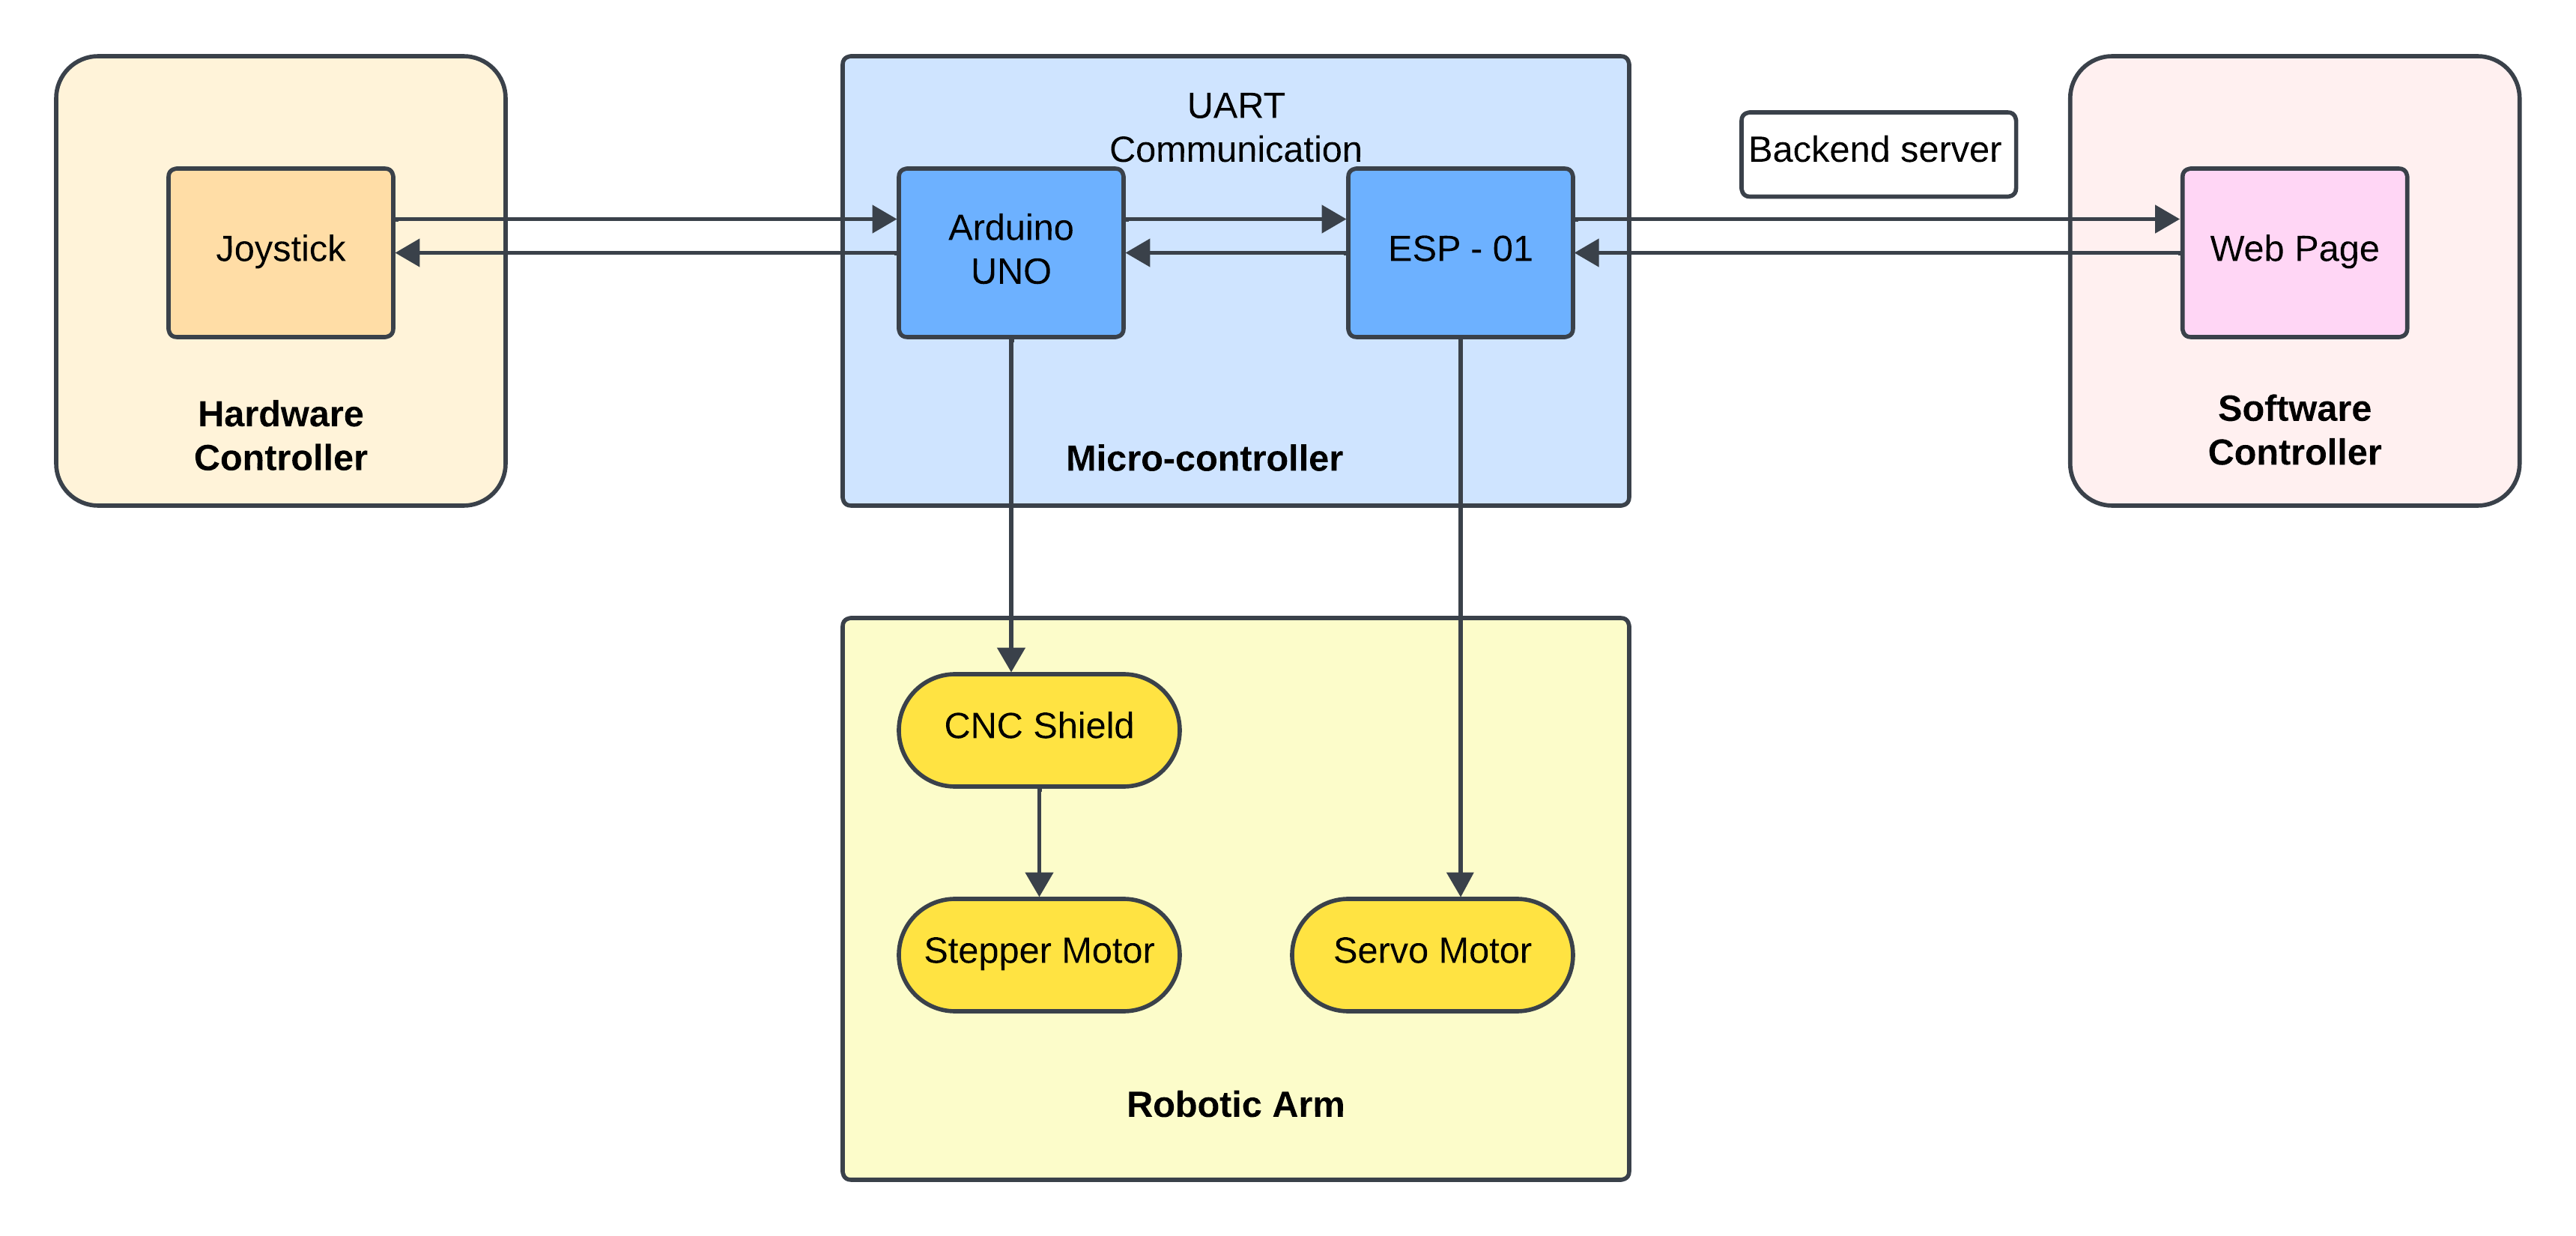 UART
Communication
Backend server
Joystick
Arduino
UNO
ESP - 01
Web Page
Hardware
Controller
Micro-controller
Software
Controller
CNC Shield
Stepper Motor
Servo Motor
Robotic Arm